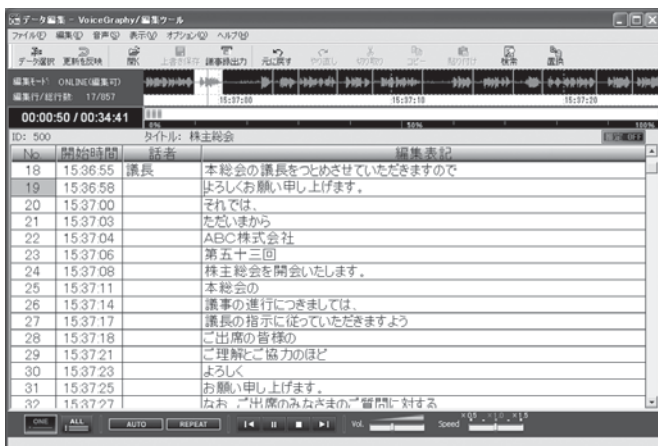 データ編集 - VoiceGraphy/編集ツール
ファイル(F) 編集(E) 音声(S) 表示(V) オプション(O) ヘルプ(H)
データ選択 更新を反映 開く 上書き保存 議事録出力 元に戻す やり直し 切り取り コピー 貼り付け 検索 置換
編集モード: ONLINE(編集可)
編集行/総行数: 17/857
15:37:00 15:37:10 15:37:20
00:00:50 / 00:34:41
0% 50% 100%
ID: 500 タイトル: 株主総会
No. 開始時間 話者 編集表記
18 15:36:55 議長 本総会の議長をつとめさせていただきますので
19 15:36:58 よろしくお願い申し上げます。
20 15:37:00 それでは、
21 15:37:03 ただいまから
22 15:37:04 ABC株式会社
23 15:37:06 第五十三回
24 15:37:08 株主総会を開会いたします。
25 15:37:11 本総会の
26 15:37:14 議事の進行につきましては、
27 15:37:17 議長の指示に従っていただきますよう
28 15:37:18 ご出席の皆様の
29 15:37:21 ご理解とご協力のほど
30 15:37:23 よろしく
31 15:37:25 お願い申し上げます。
32 15:37:27 なお、ご出席のみなさまのご質問に対する
ONE ALL AUTO REPEAT Vol. Speed ×0.5 ×1.0 ×1.5